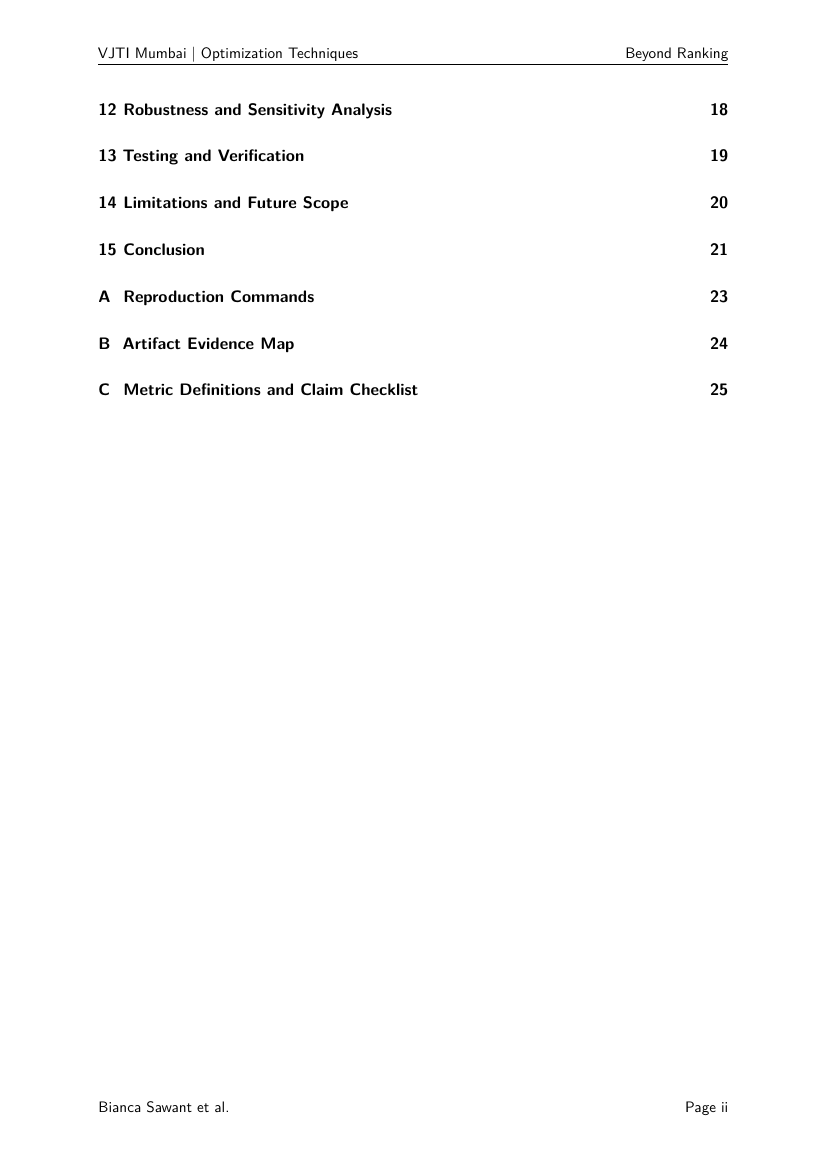 VJTI Mumbai | Optimization Techniques Beyond Ranking
12 Robustness and Sensitivity Analysis 18
13 Testing and Verification 19
14 Limitations and Future Scope 20
15 Conclusion 21
A Reproduction Commands 23
B Artifact Evidence Map 24
C Metric Definitions and Claim Checklist 25
Bianca Sawant et al. Page ii